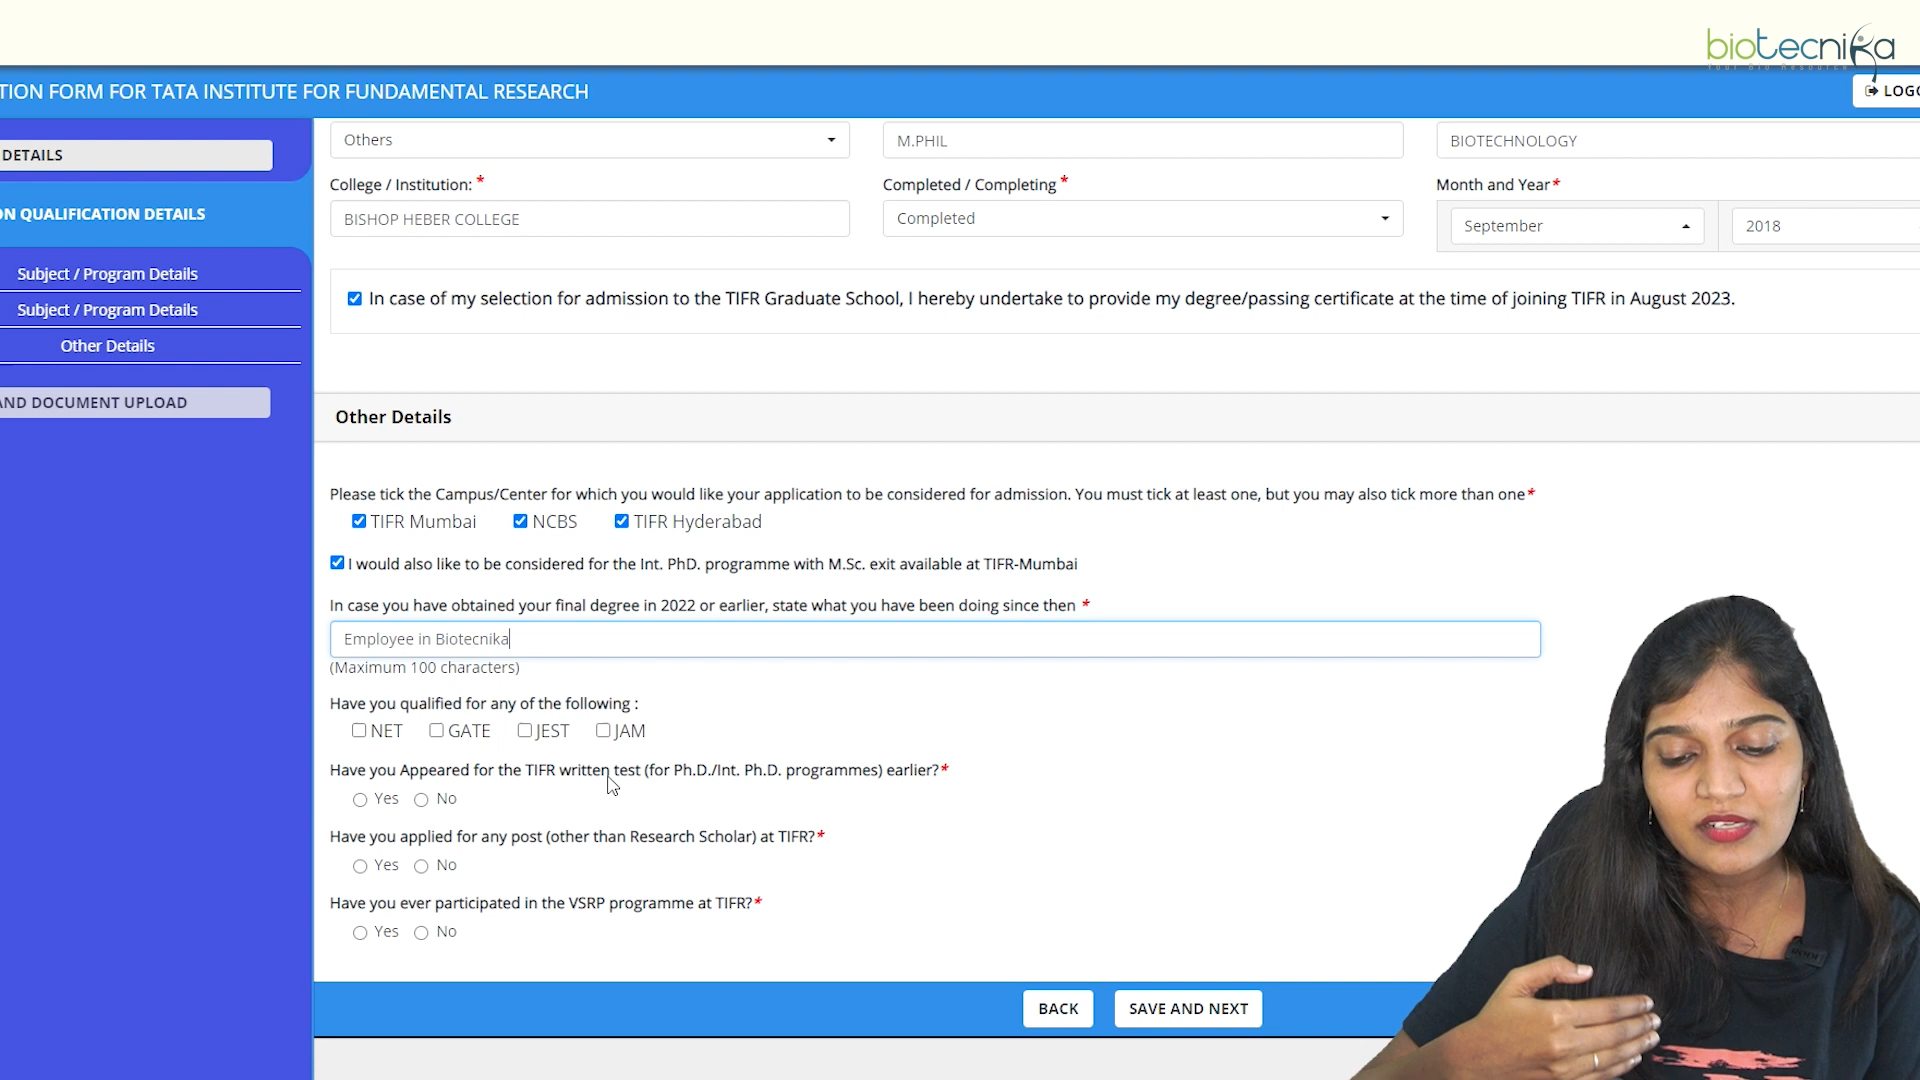 biotecnika
TION FORM FOR TATA INSTITUTE FOR FUNDAMENTAL RESEARCH
LOGO
DETAILS
ON QUALIFICATION DETAILS
Subject / Program Details
Subject / Program Details
Other Details
AND DOCUMENT UPLOAD
Others
M.PHIL
BIOTECHNOLOGY
College / Institution: *
Completed / Completing *
Month and Year*
BISHOP HEBER COLLEGE
Completed
September
2018
In case of my selection for admission to the TIFR Graduate School, I hereby undertake to provide my degree/passing certificate at the time of joining TIFR in August 2023.
Other Details
Please tick the Campus/Center for which you would like your application to be considered for admission. You must tick at least one, but you may also tick more than one*
TIFR Mumbai NCBS TIFR Hyderabad
I would also like to be considered for the Int. PhD. programme with M.Sc. exit available at TIFR-Mumbai
In case you have obtained your final degree in 2022 or earlier, state what you have been doing since then *
Employee in Biotecnika
(Maximum 100 characters)
Have you qualified for any of the following :
NET GATE JEST JAM
Have you Appeared for the TIFR written test (for Ph.D./Int. Ph.D. programmes) earlier?*
Yes No
Have you applied for any post (other than Research Scholar) at TIFR?*
Yes No
Have you ever participated in the VSRP programme at TIFR?*
Yes No
BACK
SAVE AND NEXT